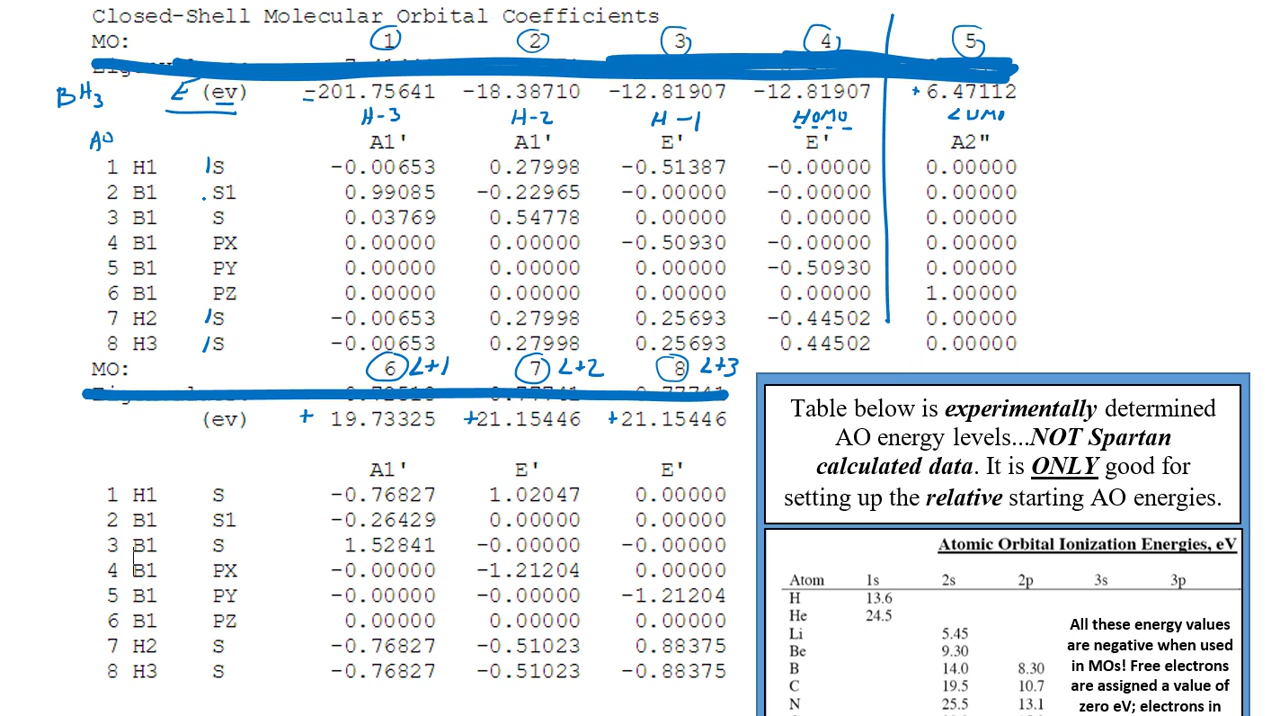 Closed-Shell Molecular Orbital Coefficients
MO: 1 2 3 4 5
BH3 E (ev) -201.75641 -18.38710 -12.81907 -12.81907 + 6.47112
H-3 H-2 H-1 HOMO LUMO
AO A1' A1' E' E' A2"
1 H1 1S -0.00653 0.27998 -0.51387 -0.00000 0.00000
2 B1 S1 0.99085 -0.22965 -0.00000 -0.00000 0.00000
3 B1 S 0.03769 0.54778 0.00000 0.00000 0.00000
4 B1 PX 0.00000 0.00000 -0.50930 -0.00000 0.00000
5 B1 PY 0.00000 0.00000 0.00000 -0.50930 0.00000
6 B1 PZ 0.00000 0.00000 0.00000 0.00000 1.00000
7 H2 1S -0.00653 0.27998 0.25693 -0.44502 0.00000
8 H3 1S -0.00653 0.27998 0.25693 0.44502 0.00000
MO: 6 L+1 7 L+2 8 L+3
(ev) + 19.73325 +21.15446 +21.15446
A1' E' E'
1 H1 S -0.76827 1.02047 0.00000
2 B1 S1 -0.26429 0.00000 0.00000
3 B1 S 1.52841 -0.00000 -0.00000
4 B1 PX -0.00000 -1.21204 0.00000
5 B1 PY -0.00000 -0.00000 -1.21204
6 B1 PZ 0.00000 0.00000 0.00000
7 H2 S -0.76827 -0.51023 0.88375
8 H3 S -0.76827 -0.51023 -0.88375
Table below is experimentally determined
AO energy levels...NOT Spartan
calculated data. It is ONLY good for
setting up the relative starting AO energies.
Atomic Orbital Ionization Energies, eV
Atom 1s 2s 2p 3s 3p
H 13.6
He 24.5
Li 5.45
Be 9.30
B 14.0 8.30
C 19.5 10.7
N 25.5 13.1
All these energy values
are negative when used
in MOs! Free electrons
are assigned a value of
zero eV; electrons in